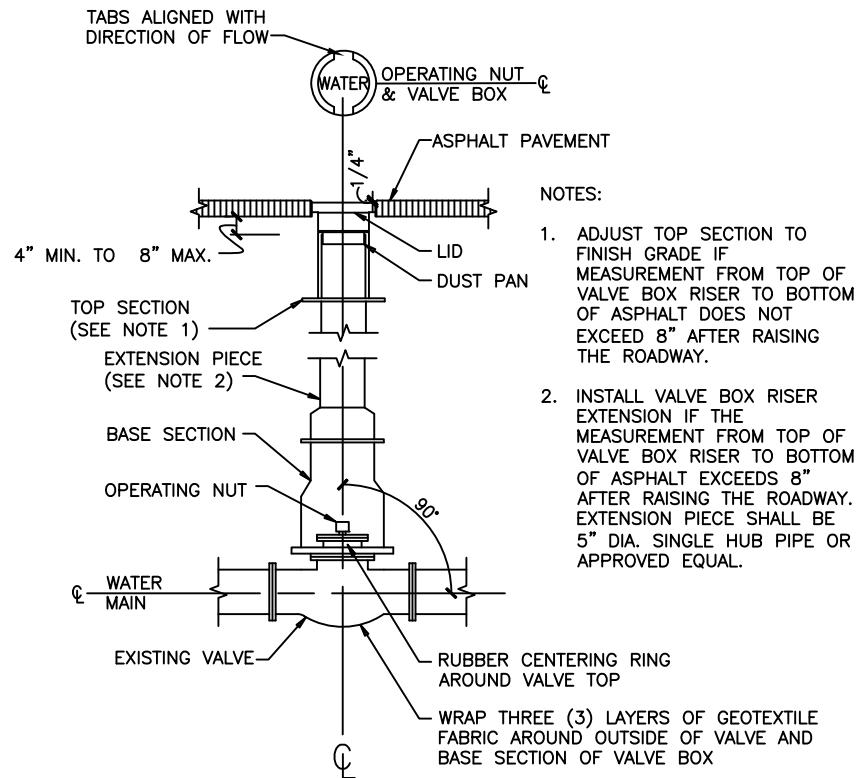 TABS ALIGNED WITH
DIRECTION OF FLOW
WATER
OPERATING NUT
& VALVE BOX
℄
ASPHALT PAVEMENT
1/4"
4" MIN. TO 8" MAX.
LID
DUST PAN
TOP SECTION
(SEE NOTE 1)
EXTENSION PIECE
(SEE NOTE 2)
BASE SECTION
OPERATING NUT
90°
℄ WATER
MAIN
EXISTING VALVE
RUBBER CENTERING RING
AROUND VALVE TOP
WRAP THREE (3) LAYERS OF GEOTEXTILE
FABRIC AROUND OUTSIDE OF VALVE AND
BASE SECTION OF VALVE BOX
℄
NOTES:
1. ADJUST TOP SECTION TO
FINISH GRADE IF
MEASUREMENT FROM TOP OF
VALVE BOX RISER TO BOTTOM
OF ASPHALT DOES NOT
EXCEED 8" AFTER RAISING
THE ROADWAY.
2. INSTALL VALVE BOX RISER
EXTENSION IF THE
MEASUREMENT FROM TOP OF
VALVE BOX RISER TO BOTTOM
OF ASPHALT EXCEEDS 8"
AFTER RAISING THE ROADWAY.
EXTENSION PIECE SHALL BE
5" DIA. SINGLE HUB PIPE OR
APPROVED EQUAL.